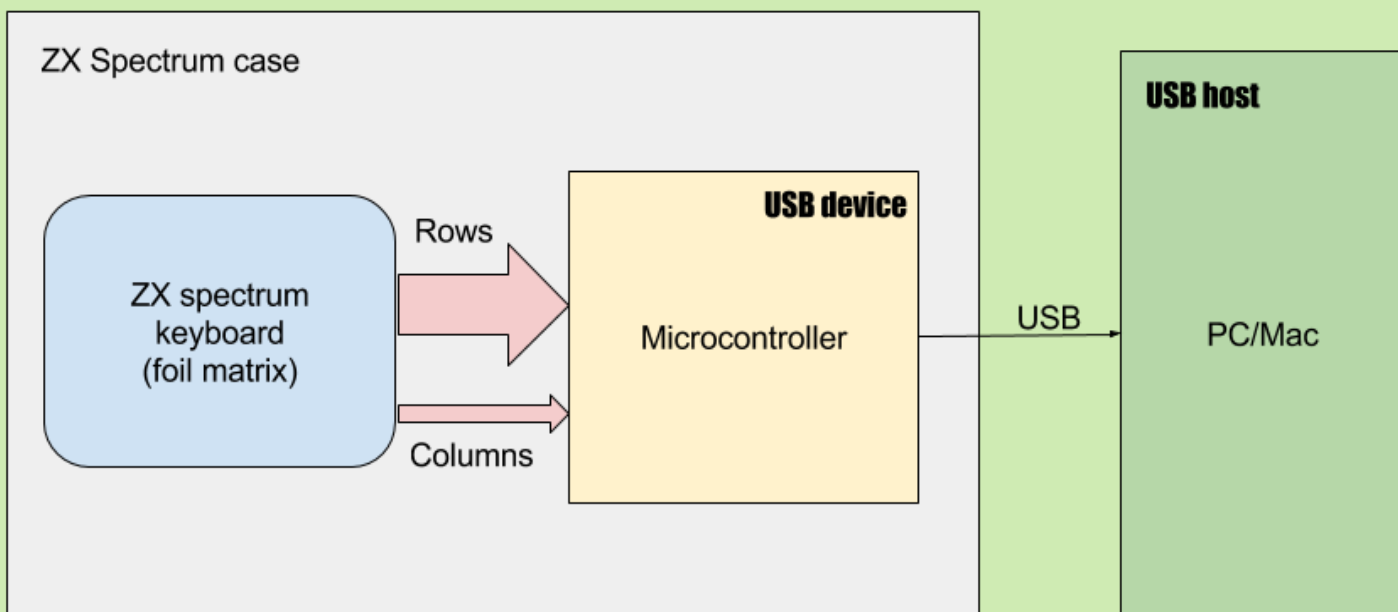 ZX Spectrum case
USB host
USB device
Rows
ZX spectrum
keyboard
(foil matrix)
Microcontroller
USB
PC/Mac
Columns